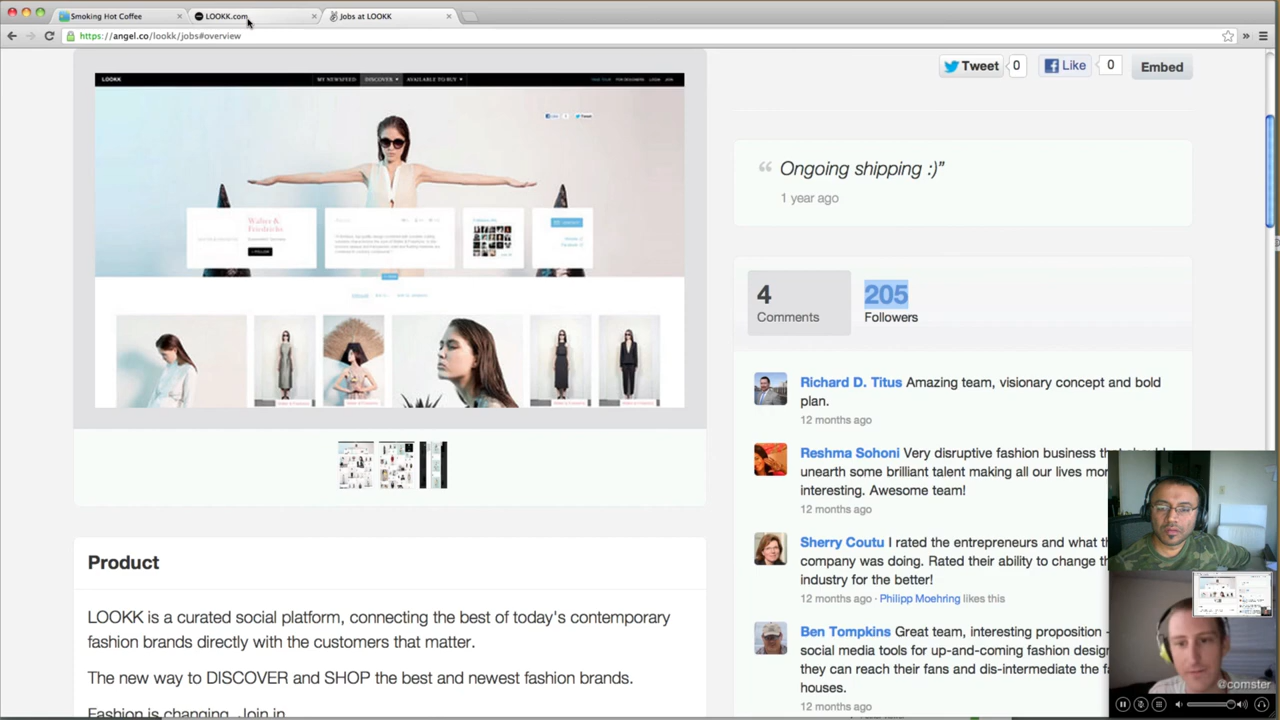 Smoking Hot Coffee
LOOKK.com
Jobs at LOOKK
https://angel.co/lookk/jobs#overview
LOOKK
MY NEWSFEED
DISCOVER
AVAILABLE TO BUY
Tweet
0
Like
0
Embed
“ Ongoing shipping :)”
1 year ago
Walter &
Friedricks
4
Comments
205
Followers
Richard D. Titus Amazing team, visionary concept and bold
plan.
12 months ago
Reshma Sohoni Very disruptive fashion business
unearth some brilliant talent making all our lives
interesting. Awesome team!
12 months ago
Sherry Coutu I rated the entrepreneurs and what
company was doing. Rated their ability to change
industry for the better!
12 months ago · Philipp Moehring likes this
Ben Tompkins Great team, interesting proposition -
social media tools for up-and-coming fashion
they can reach their fans and dis-intermediate the
houses.
12 months ago
Product
LOOKK is a curated social platform, connecting the best of today's contemporary
fashion brands directly with the customers that matter.
The new way to DISCOVER and SHOP the best and newest fashion brands.
Fashion is changing. Join in
@comster